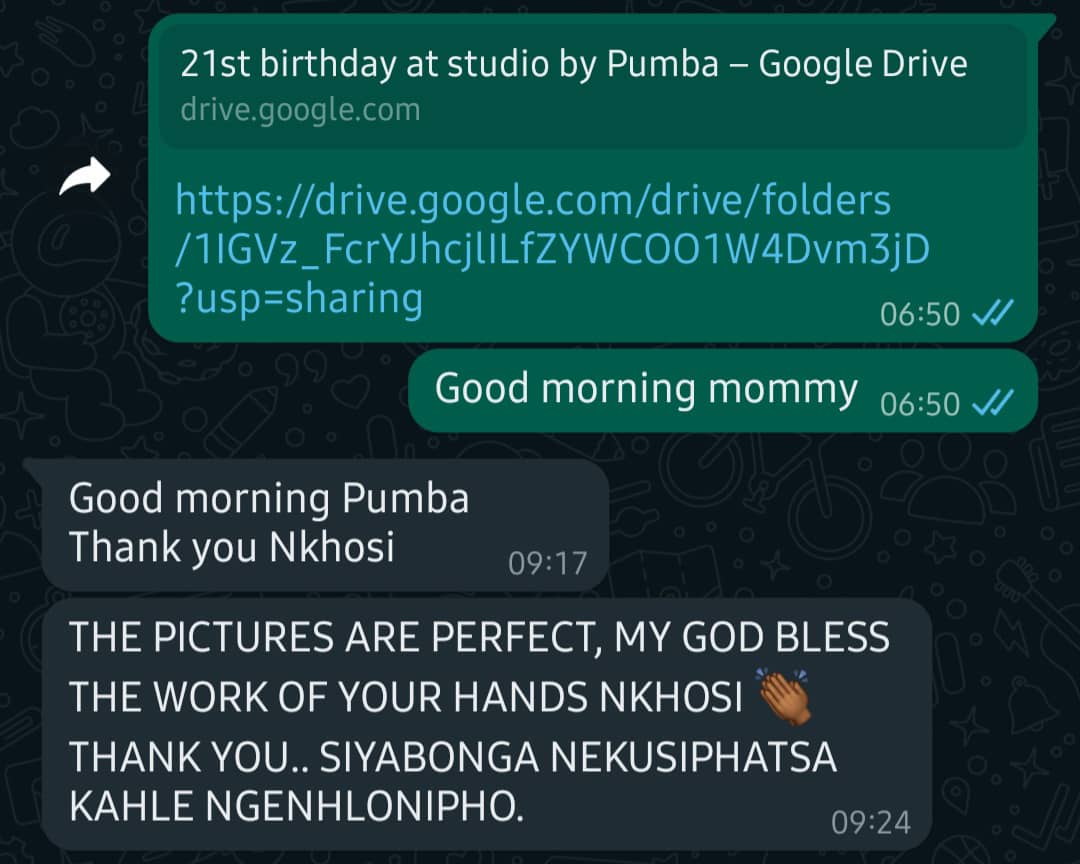 21st birthday at studio by Pumba – Google Drive
drive.google.com
https://drive.google.com/drive/folders
/1IGVz_FcrYJhcjlILfZYWCOO1W4Dvm3jD
?usp=sharing
06:50
Good morning mommy 06:50
Good morning Pumba
Thank you Nkhosi
09:17
THE PICTURES ARE PERFECT, MY GOD BLESS
THE WORK OF YOUR HANDS NKHOSI 👏🏾
THANK YOU.. SIYABONGA NEKUSIPHATSA
KAHLE NGENHLONIPHO.
09:24